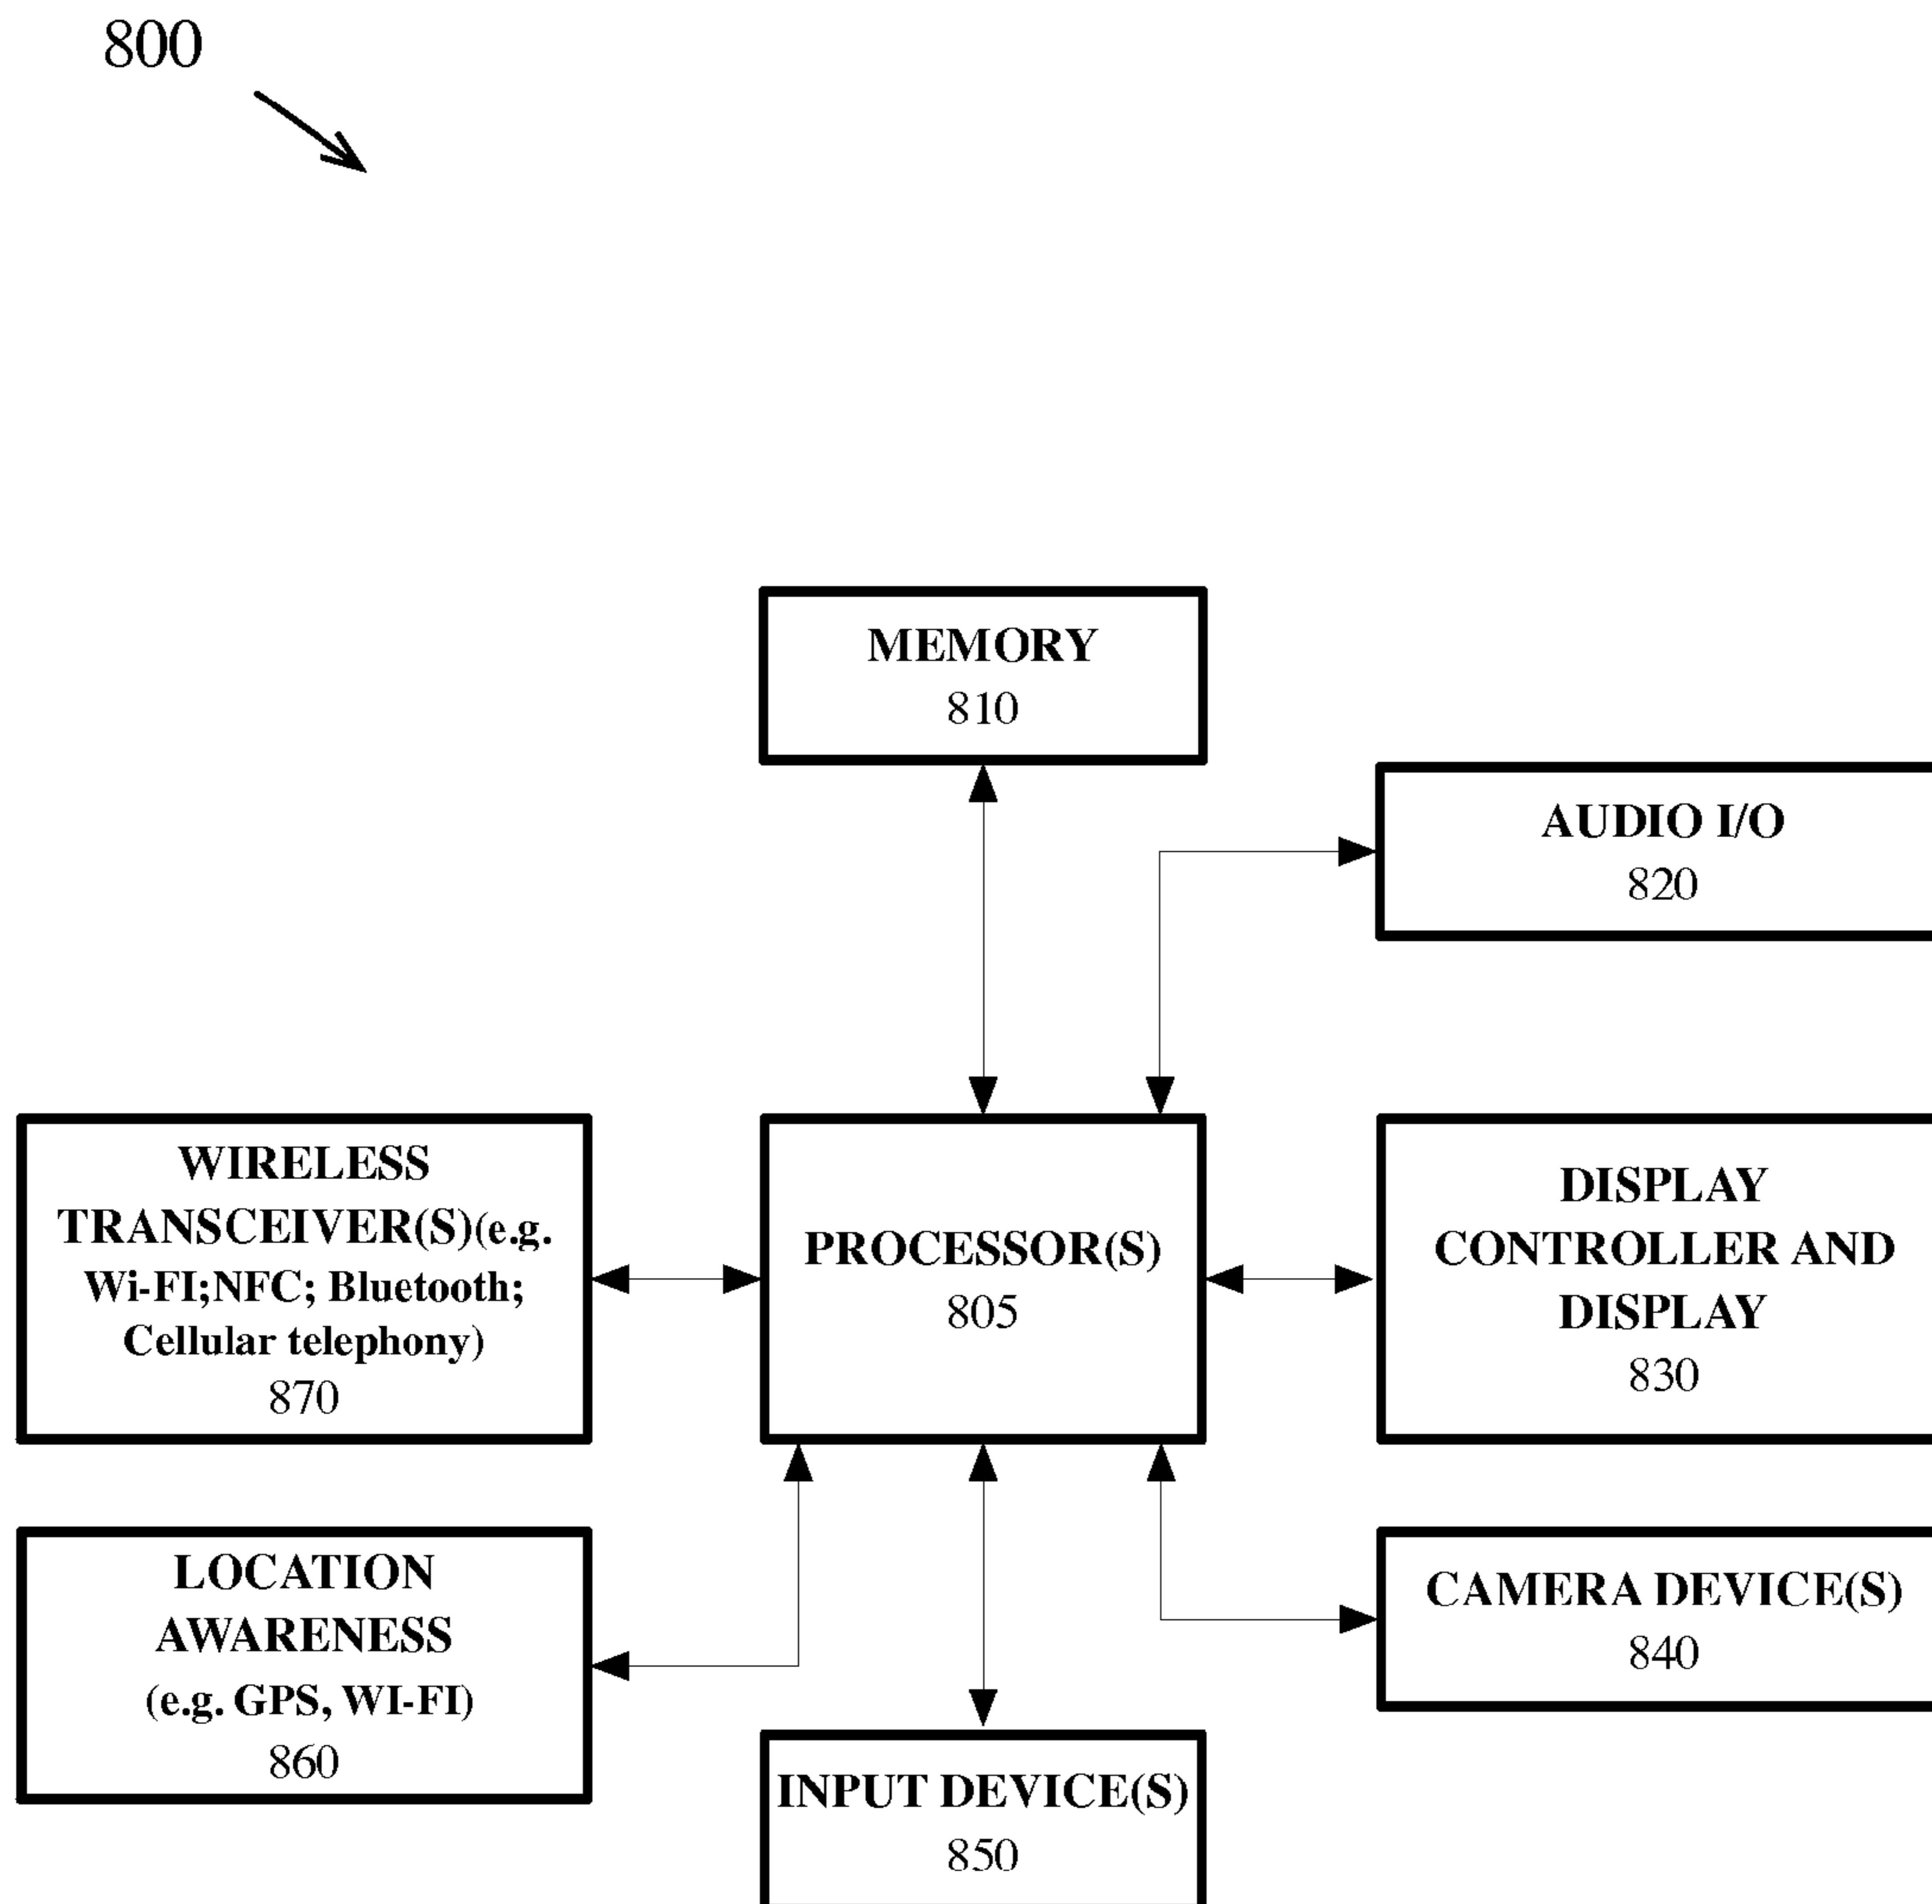 800
MEMORY
810
AUDIO I/O
820
WIRELESS
TRANSCEIVER(S)(e.g.
Wi-FI;NFC; Bluetooth;
Cellular telephony)
870
PROCESSOR(S)
805
DISPLAY
CONTROLLER AND
DISPLAY
830
LOCATION
AWARENESS
(e.g. GPS, WI-FI)
860
CAMERA DEVICE(S)
840
INPUT DEVICE(S)
850